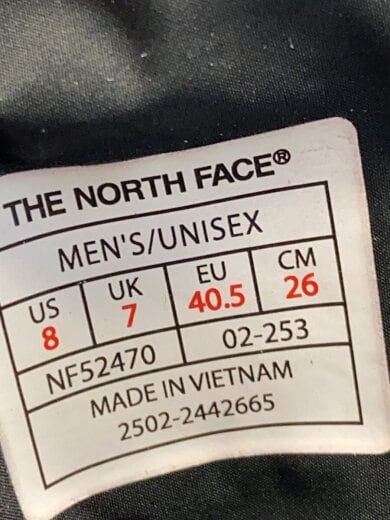 THE NORTH FACE®
MEN'S/UNISEX
US UK EU CM
8 7 40.5 26
NF52470 02-253
MADE IN VIETNAM
2502-2442665